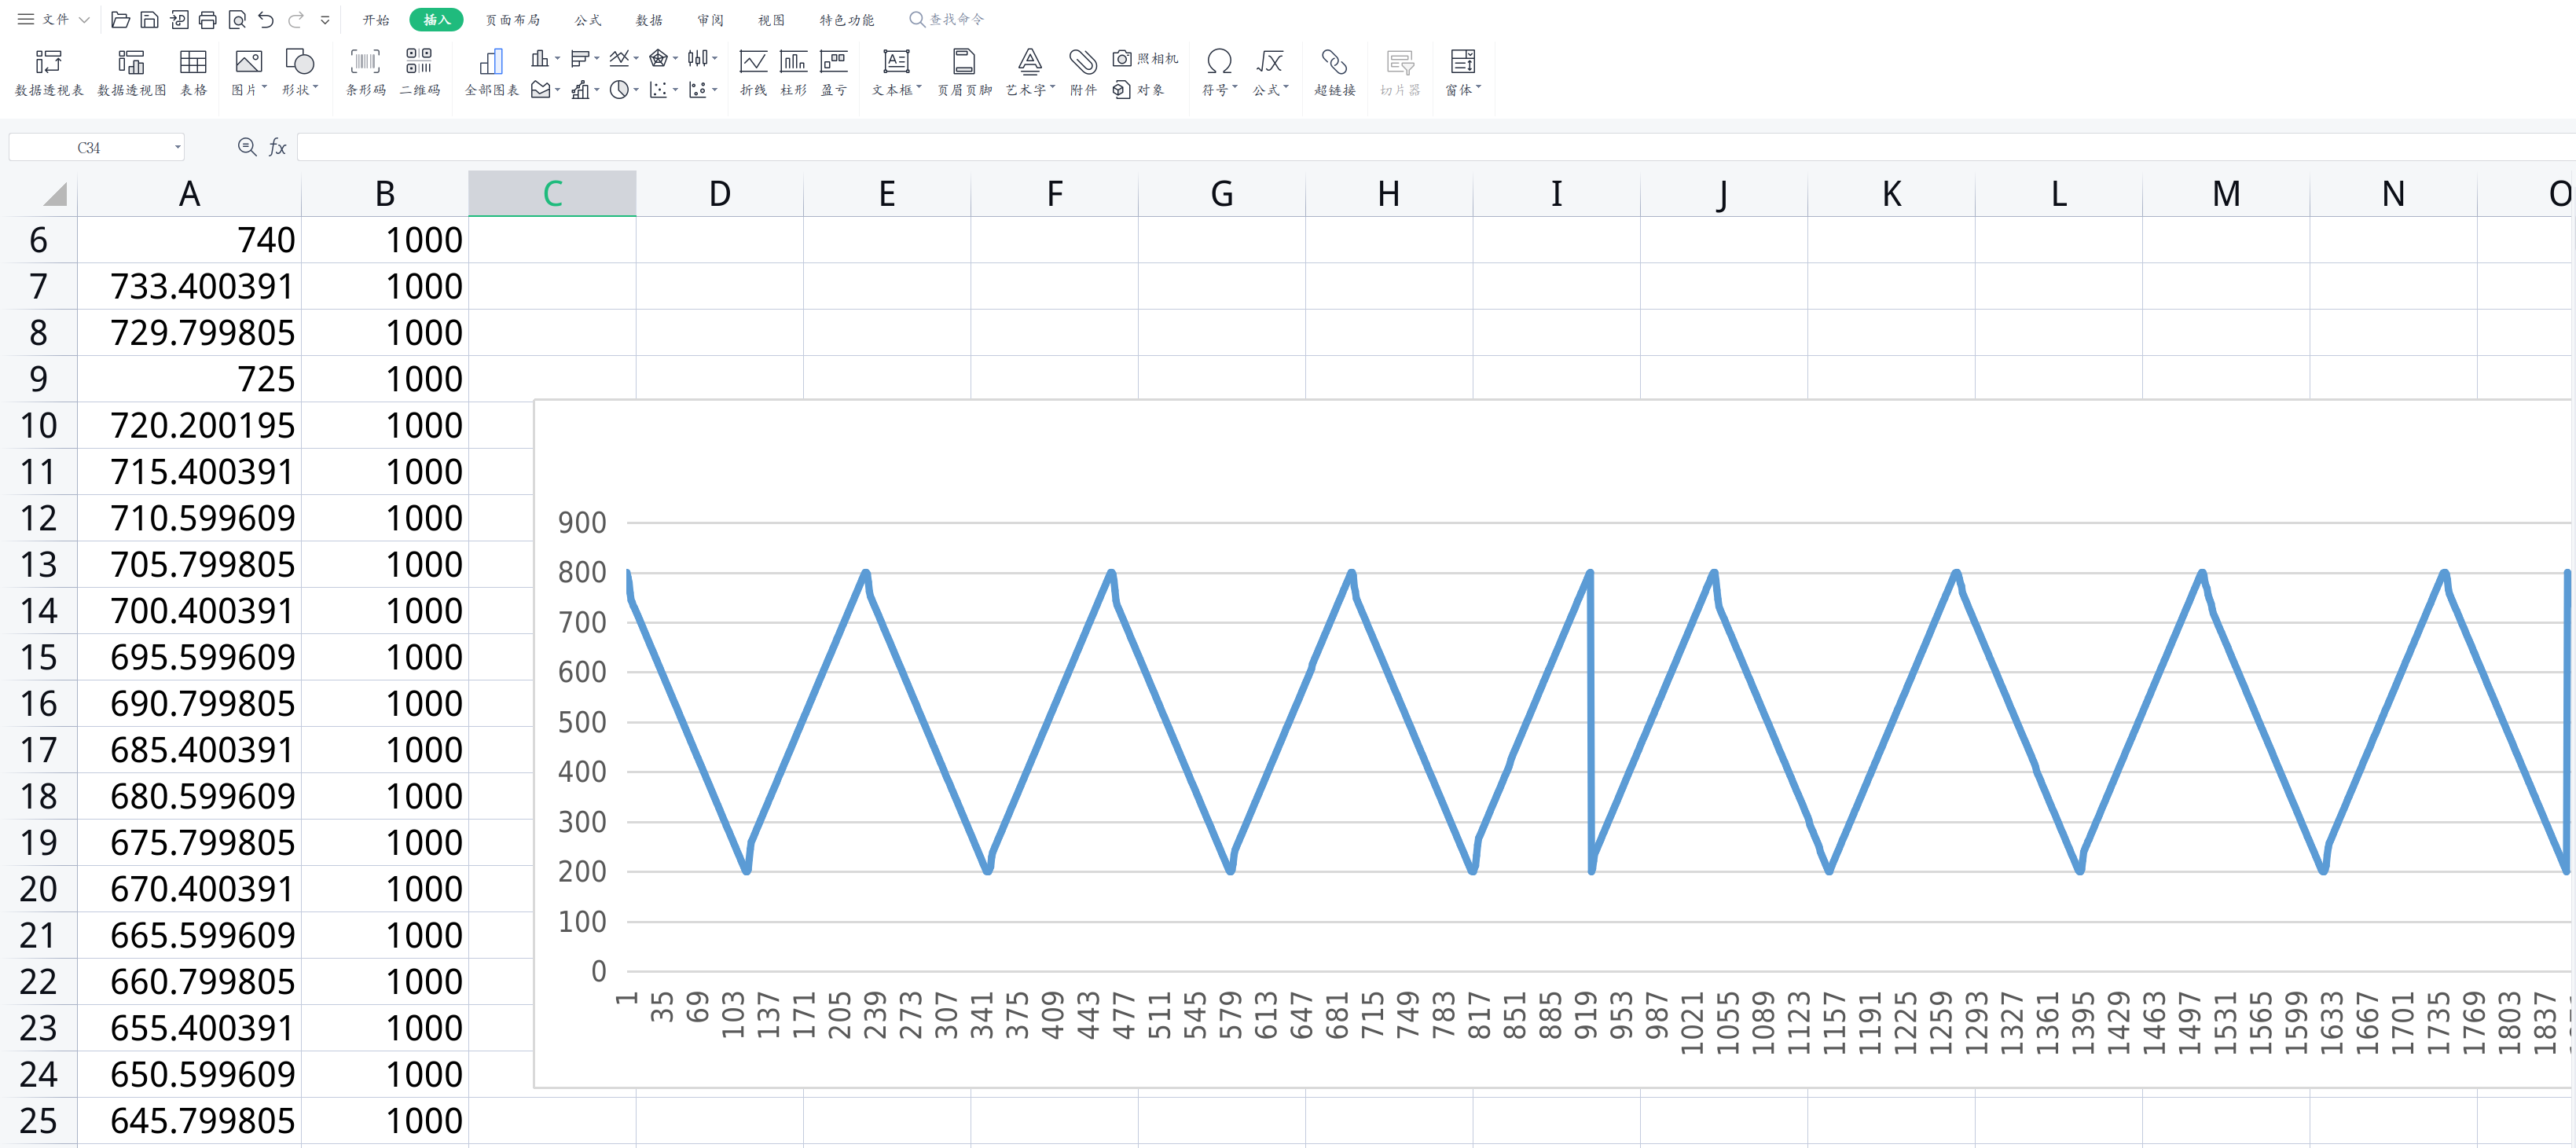 文件 开始 插入 页面布局 公式 数据 审阅 视图 特色功能 查找命令
照相机
数据透视表 数据透视图 表格 图片 形状 条形码 二维码 全部图表 折线 柱形 盈亏 文本框 页眉页脚 艺术字 附件 对象 符号 公式 超链接 切片器 窗体
C34 fx
A B C D E F G H I J K L M N O
6 740 1000
7 733.400391 1000
8 729.799805 1000
9 725 1000
10 720.200195 1000
11 715.400391 1000
12 710.599609 1000
13 705.799805 1000
14 700.400391 1000
15 695.599609 1000
16 690.799805 1000
17 685.400391 1000
18 680.599609 1000
19 675.799805 1000
20 670.400391 1000
21 665.599609 1000
22 660.799805 1000
23 655.400391 1000
24 650.599609 1000
25 645.799805 1000
900
800
700
600
500
400
300
200
100
0
1 35 69 103 137 171 205 239 273 307 341 375 409 443 477 511 545 579 613 647 681 715 749 783 817 851 885 919 953 987 1021 1055 1089 1123 1157 1191 1225 1259 1293 1327 1361 1395 1429 1463 1497 1531 1565 1599 1633 1667 1701 1735 1769 1803 1837